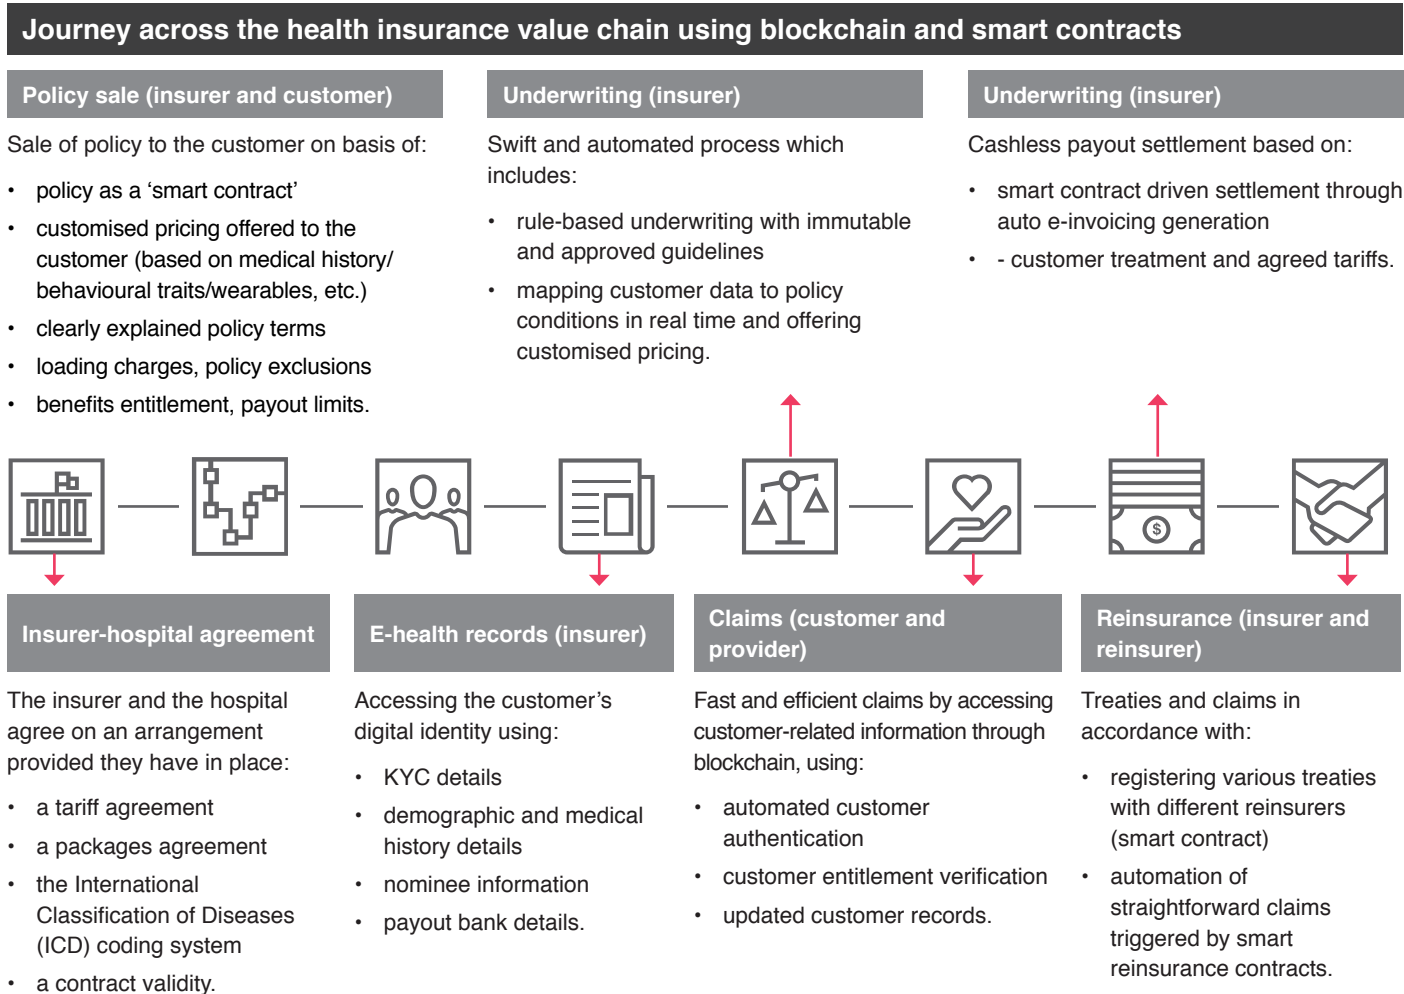 Journey across the health insurance value chain using blockchain and smart contracts
Policy sale (insurer and customer)
Sale of policy to the customer on basis of:
• policy as a ‘smart contract’
• customised pricing offered to the
customer (based on medical history/
behavioural traits/wearables, etc.)
• clearly explained policy terms
• loading charges, policy exclusions
• benefits entitlement, payout limits.
Underwriting (insurer)
Swift and automated process which
includes:
• rule-based underwriting with immutable
and approved guidelines
• mapping customer data to policy
conditions in real time and offering
customised pricing.
Underwriting (insurer)
Cashless payout settlement based on:
• smart contract driven settlement through
auto e-invoicing generation
• - customer treatment and agreed tariffs.
$
Insurer-hospital agreement
The insurer and the hospital
agree on an arrangement
provided they have in place:
• a tariff agreement
• a packages agreement
• the International
Classification of Diseases
(ICD) coding system
• a contract validity.
E-health records (insurer)
Accessing the customer’s
digital identity using:
• KYC details
• demographic and medical
history details
• nominee information
• payout bank details.
Claims (customer and
provider)
Fast and efficient claims by accessing
customer-related information through
blockchain, using:
• automated customer
authentication
• customer entitlement verification
• updated customer records.
Reinsurance (insurer and
reinsurer)
Treaties and claims in
accordance with:
• registering various treaties
with different reinsurers
(smart contract)
• automation of
straightforward claims
triggered by smart
reinsurance contracts.